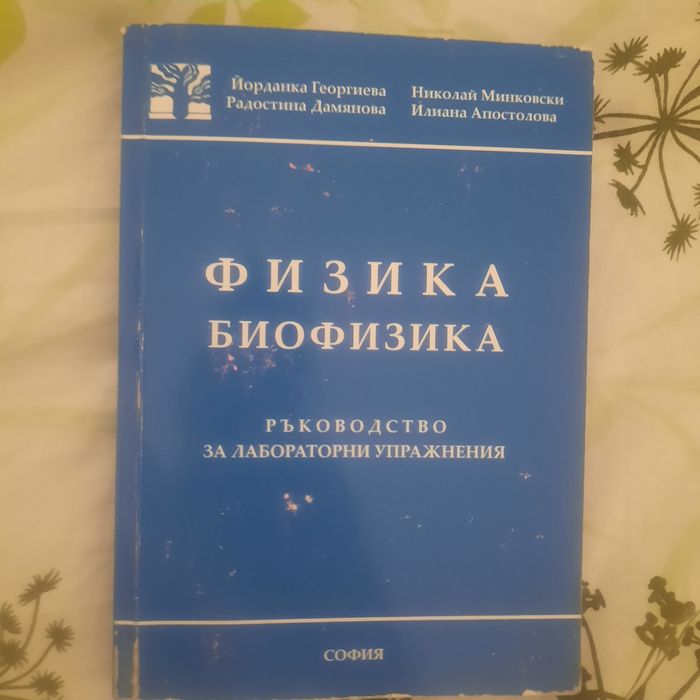 Йорданка Георгиева Николай Минковски
Радостина Дамянова Илиана Апостолова
ФИЗИКА
БИОФИЗИКА
РЪКОВОДСТВО
ЗА ЛАБОРАТОРНИ УПРАЖНЕНИЯ
СОФИЯ